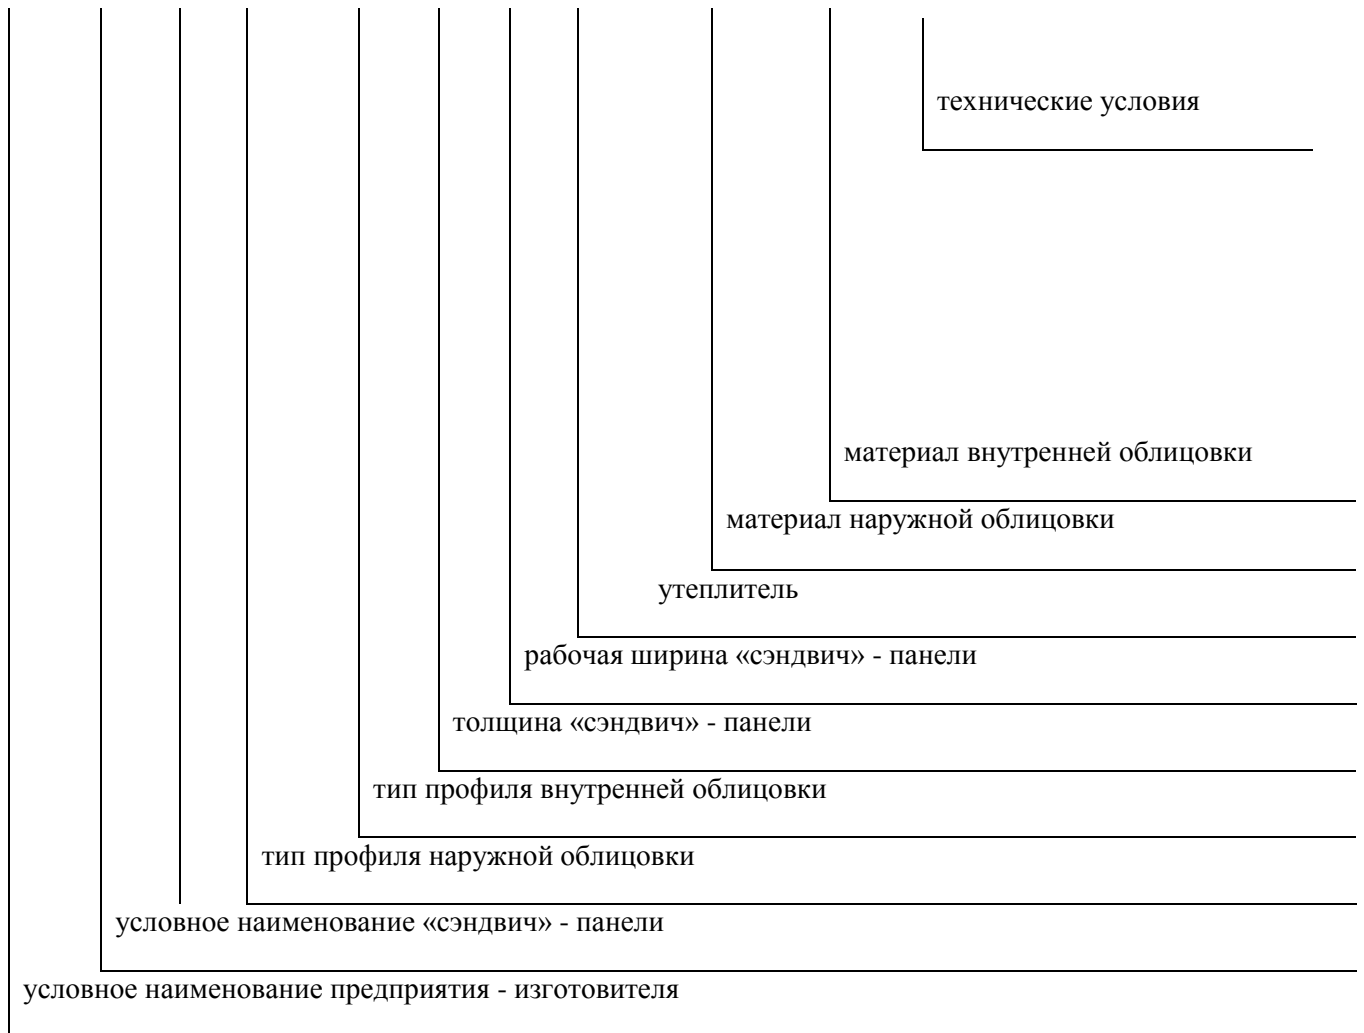 технические условия
материал внутренней облицовки
материал наружной облицовки
утеплитель
рабочая ширина «сэндвич» - панели
толщина «сэндвич» - панели
тип профиля внутренней облицовки
тип профиля наружной облицовки
условное наименование «сэндвич» - панели
условное наименование предприятия - изготовителя